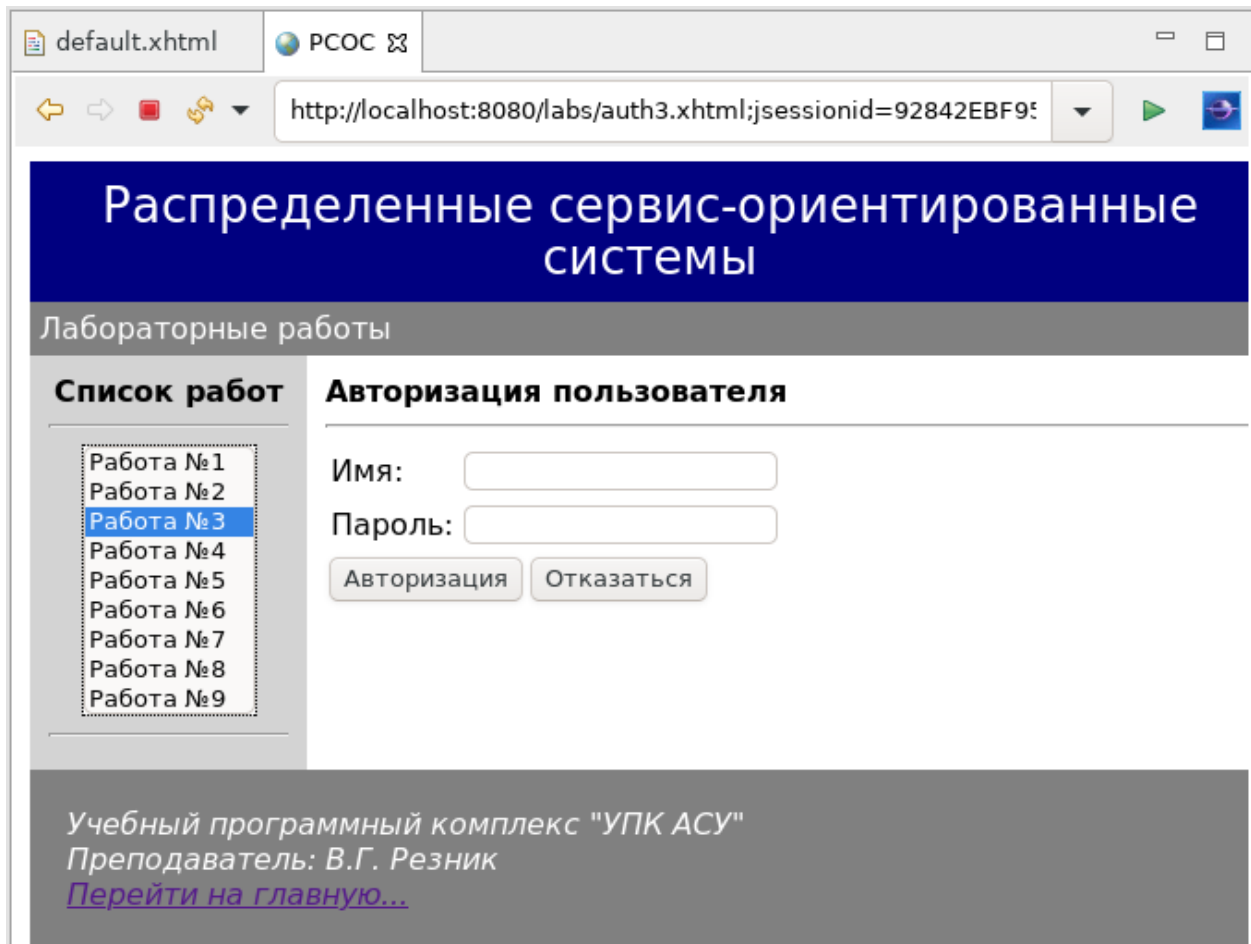 default.xhtml
PCOC
http://localhost:8080/labs/auth3.xhtml;jsessionid=92842EBF95
Распределенные сервис-ориентированные
системы
Лабораторные работы
Список работ
Авторизация пользователя
Работа №1
Работа №2
Работа №3
Работа №4
Работа №5
Работа №6
Работа №7
Работа №8
Работа №9
Имя:
Пароль:
Авторизация
Отказаться
Учебный программный комплекс "УПК АСУ"
Преподаватель: В.Г. Резник
Перейти на главную...